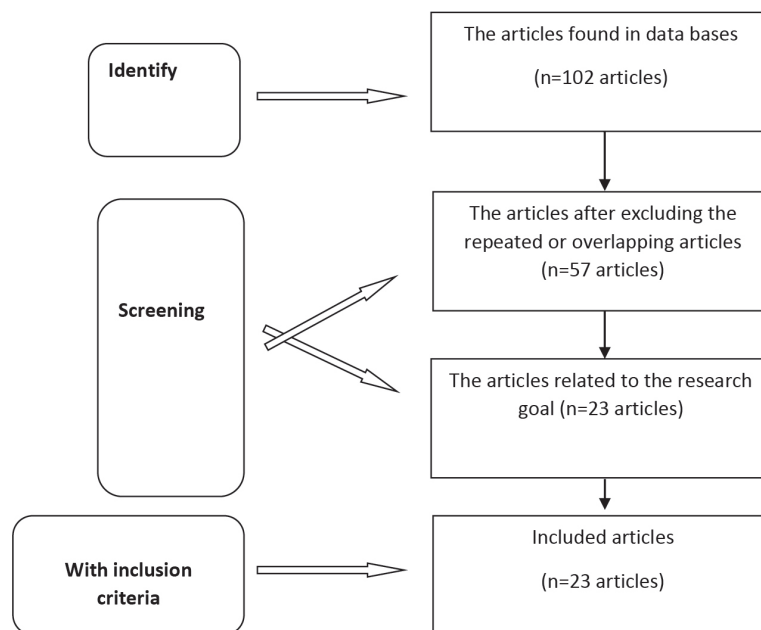 Identify
The articles found in data bases
(n=102 articles)
Screening
The articles after excluding the
repeated or overlapping articles
(n=57 articles)
The articles related to the research
goal (n=23 articles)
With inclusion
criteria
Included articles
(n=23 articles)